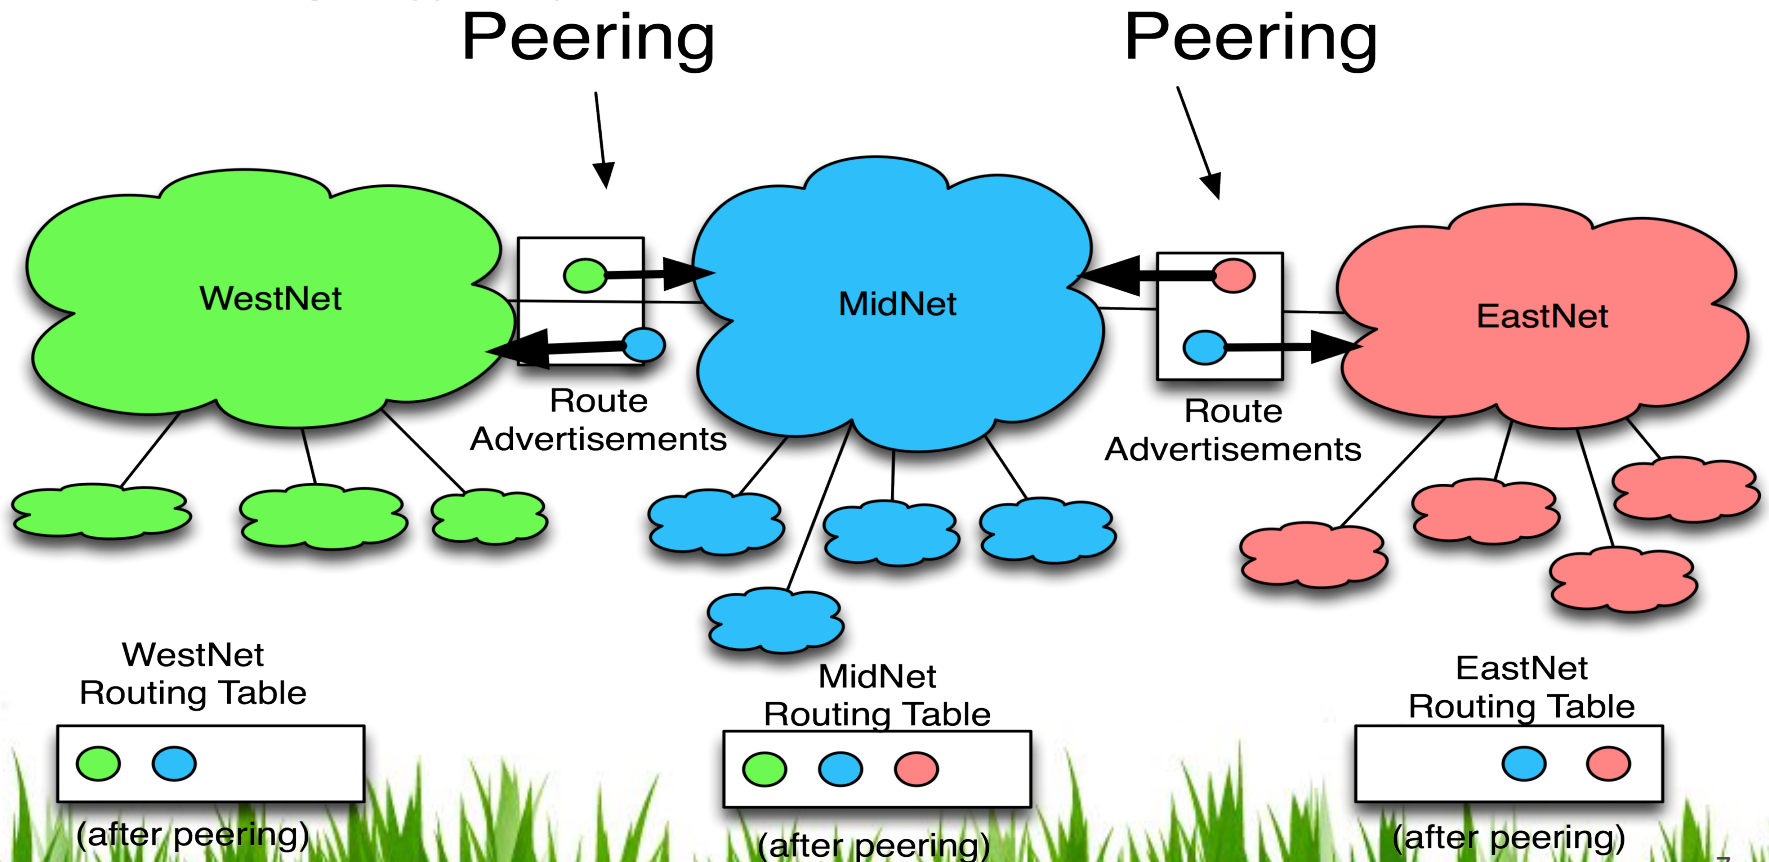 Peering
Peering
WestNet
MidNet
EastNet
Route
Advertisements
Route
Advertisements
WestNet
Routing Table
(after peering)
MidNet
Routing Table
(after peering)
EastNet
Routing Table
(after peering)